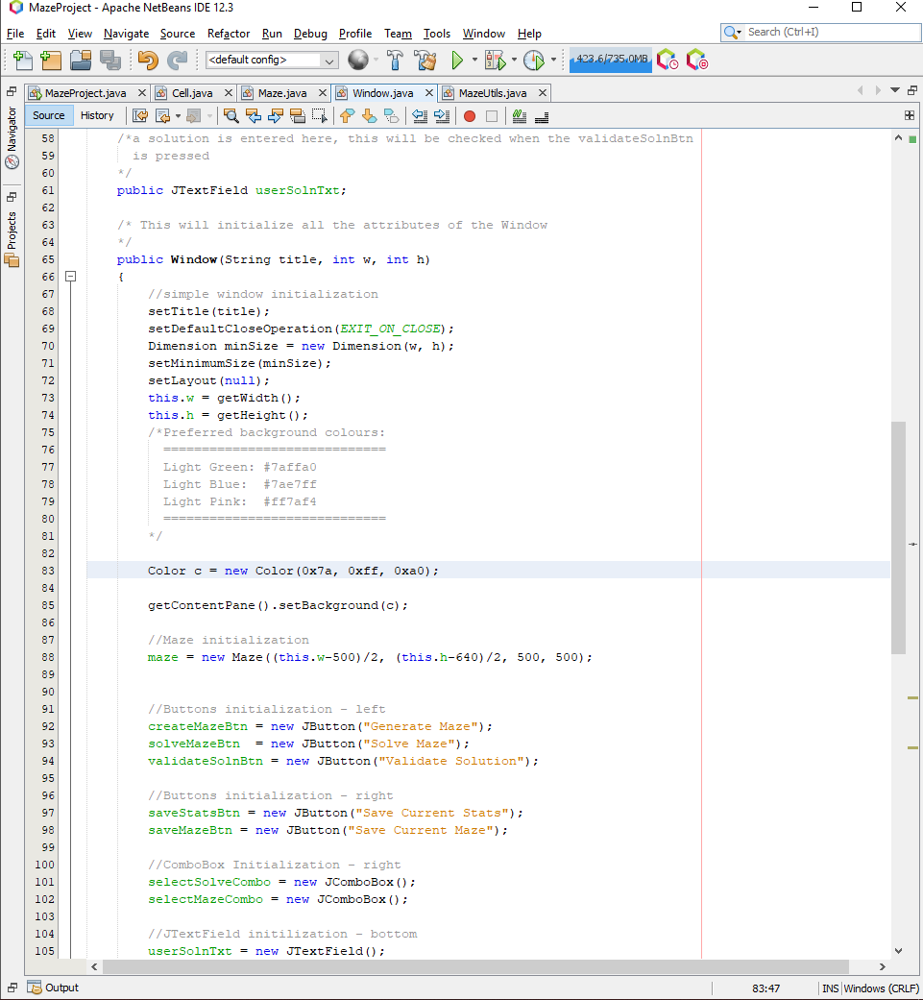 MazeProject - Apache NetBeans IDE 12.3
File Edit View Navigate Source Refactor Run Debug Profile Team Tools Window Help
Search (Ctrl+I)
<default config>
423.6/735.0MB
MazeProject.java Cell.java Maze.java Window.java MazeUtils.java
Source History
Navigator
Projects
58 /*a solution is entered here, this will be checked when the validateSolnBtn
59 is pressed
60 */
61 public JTextField userSolnTxt;
62
63 /* This will initialize all the attributes of the Window
64 */
65 public Window(String title, int w, int h)
66 {
67 //simple window initialization
68 setTitle(title);
69 setDefaultCloseOperation(EXIT_ON_CLOSE);
70 Dimension minSize = new Dimension(w, h);
71 setMinimumSize(minSize);
72 setLayout(null);
73 this.w = getWidth();
74 this.h = getHeight();
75 /*Preferred background colours:
76 =============================
77 Light Green: #7affa0
78 Light Blue:  #7ae7ff
79 Light Pink:  #ff7af4
80 =============================
81 */
82
83 Color c = new Color(0x7a, 0xff, 0xa0);
84
85 getContentPane().setBackground(c);
86
87 //Maze initialization
88 maze = new Maze((this.w-500)/2, (this.h-640)/2, 500, 500);
89
90
91 //Buttons initialization - left
92 createMazeBtn = new JButton("Generate Maze");
93 solveMazeBtn  = new JButton("Solve Maze");
94 validateSolnBtn = new JButton("Validate Solution");
95
96 //Buttons initialization - right
97 saveStatsBtn = new JButton("Save Current Stats");
98 saveMazeBtn = new JButton("Save Current Maze");
99
100 //ComboBox Initialization - right
101 selectSolveCombo = new JComboBox();
102 selectMazeCombo = new JComboBox();
103
104 //JTextField initilization - bottom
105 userSolnTxt = new JTextField();
Output
83:47 INS Windows (CRLF)